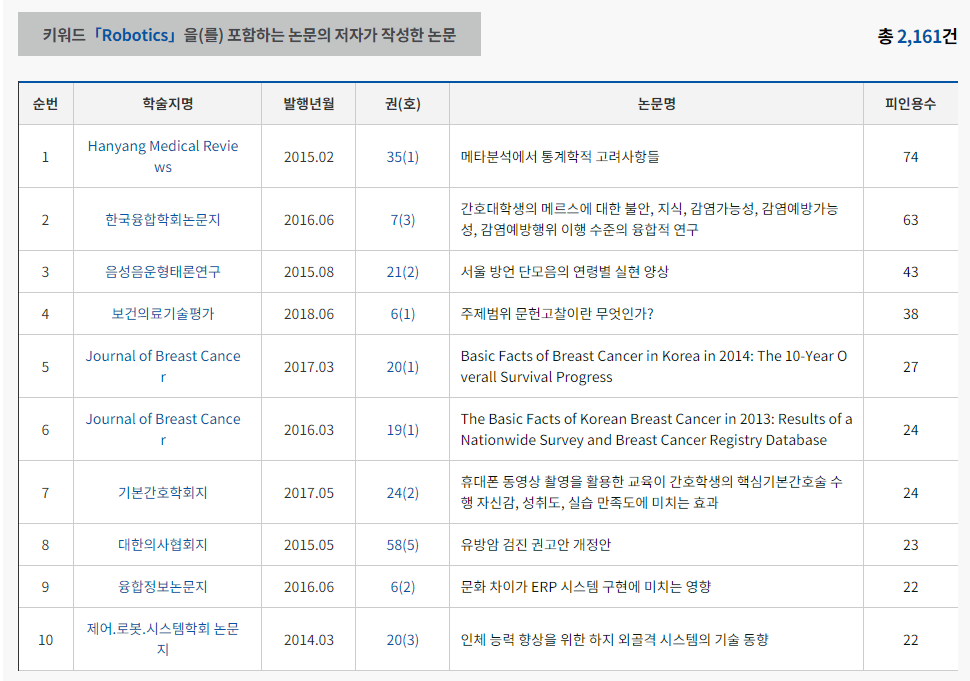 키워드「Robotics」을(를) 포함하는 논문의 저자가 작성한 논문
총 2,161건
순번 학술지명 발행년월 권(호) 논문명 피인용수
1 Hanyang Medical Revie
ws 2015.02 35(1) 메타분석에서 통계학적 고려사항들 74
2 한국융합학회논문지 2016.06 7(3) 간호대학생의 메르스에 대한 불안, 지식, 감염가능성, 감염예방가능
성, 감염예방행위 이행 수준의 융합적 연구 63
3 음성음운형태론연구 2015.08 21(2) 서울 방언 단모음의 연령별 실현 양상 43
4 보건의료기술평가 2018.06 6(1) 주제범위 문헌고찰이란 무엇인가? 38
5 Journal of Breast Cance
r 2017.03 20(1) Basic Facts of Breast Cancer in Korea in 2014: The 10-Year O
verall Survival Progress 27
6 Journal of Breast Cance
r 2016.03 19(1) The Basic Facts of Korean Breast Cancer in 2013: Results of a
Nationwide Survey and Breast Cancer Registry Database 24
7 기본간호학회지 2017.05 24(2) 휴대폰 동영상 촬영을 활용한 교육이 간호학생의 핵심기본간호술 수
행 자신감, 성취도, 실습 만족도에 미치는 효과 24
8 대한의사협회지 2015.05 58(5) 유방암 검진 권고안 개정안 23
9 융합정보논문지 2016.06 6(2) 문화 차이가 ERP 시스템 구현에 미치는 영향 22
10 제어.로봇.시스템학회 논문
지 2014.03 20(3) 인체 능력 향상을 위한 하지 외골격 시스템의 기술 동향 22